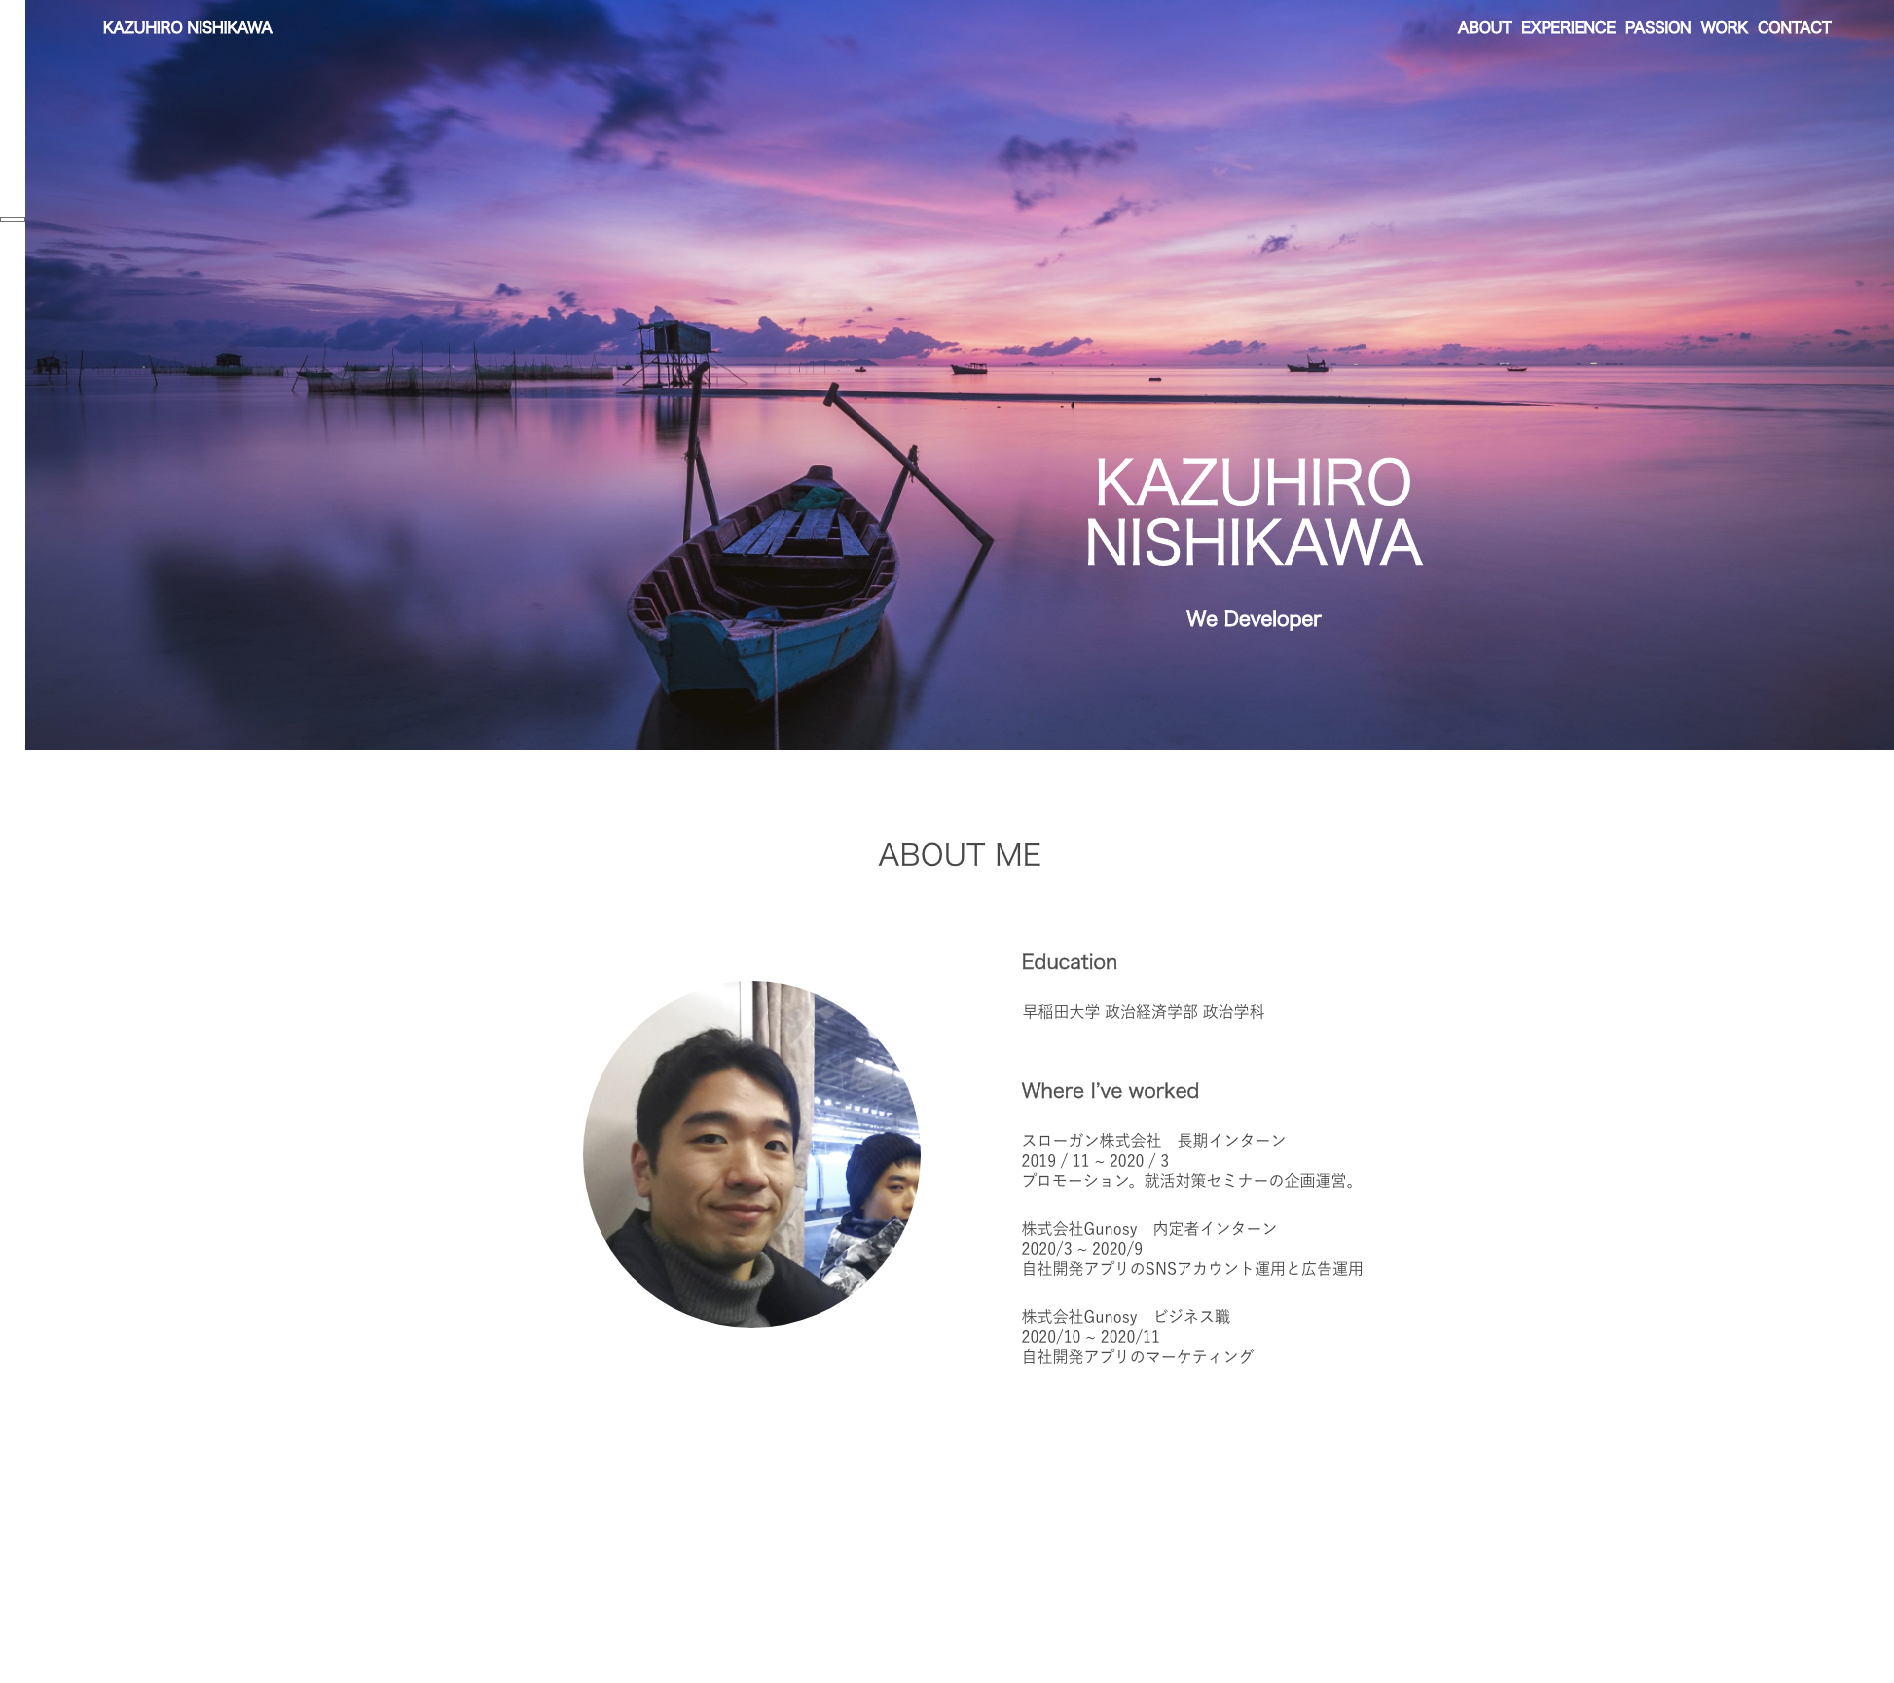 KAZUHIRO NISHIKAWA
ABOUT EXPERIENCE PASSION WORK CONTACT
KAZUHIRO
NISHIKAWA
We Developer
ABOUT ME
Education
早稲田大学 政治経済学部 政治学科
Where I’ve worked
スローガン株式会社　長期インターン
2019 / 11 ~ 2020 / 3
プロモーション。就活対策セミナーの企画運営。
株式会社Gunosy　内定者インターン
2020/3 ~ 2020/9
自社開発アプリのSNSアカウント運用と広告運用
株式会社Gunosy　ビジネス職
2020/10 ~ 2020/11
自社開発アプリのマーケティング